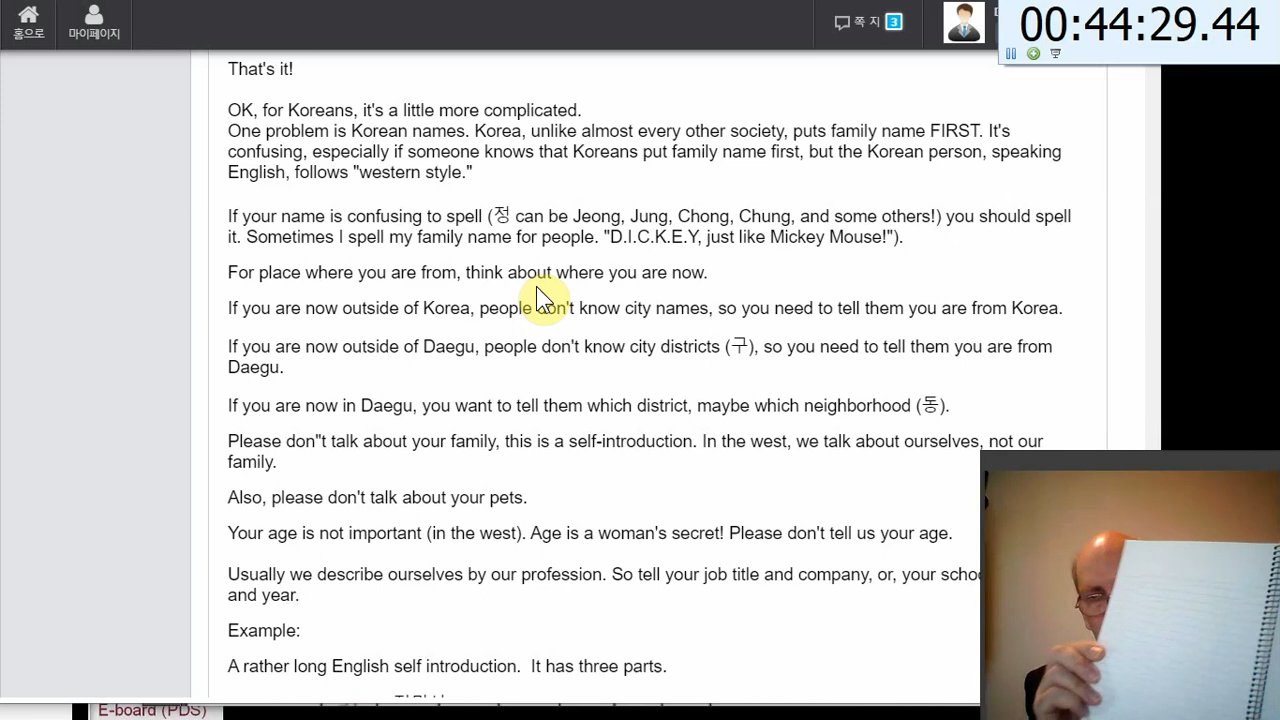 홈으로
마이페이지
쪽 지 3
00:44:29.44
That's it!
OK, for Koreans, it's a little more complicated.
One problem is Korean names. Korea, unlike almost every other society, puts family name FIRST. It's
confusing, especially if someone knows that Koreans put family name first, but the Korean person, speaking
English, follows "western style."
If your name is confusing to spell (정 can be Jeong, Jung, Chong, Chung, and some others!) you should spell
it. Sometimes I spell my family name for people. "D.I.C.K.E.Y, just like Mickey Mouse!").
For place where you are from, think about where you are now.
If you are now outside of Korea, people don't know city names, so you need to tell them you are from Korea.
If you are now outside of Daegu, people don't know city districts (구), so you need to tell them you are from
Daegu.
If you are now in Daegu, you want to tell them which district, maybe which neighborhood (동).
Please don"t talk about your family, this is a self-introduction. In the west, we talk about ourselves, not our
family.
Also, please don't talk about your pets.
Your age is not important (in the west). Age is a woman's secret! Please don't tell us your age.
Usually we describe ourselves by our profession. So tell your job title and company, or, your
and year.
Example:
A rather long English self introduction. It has three parts.
E-board (PDS)